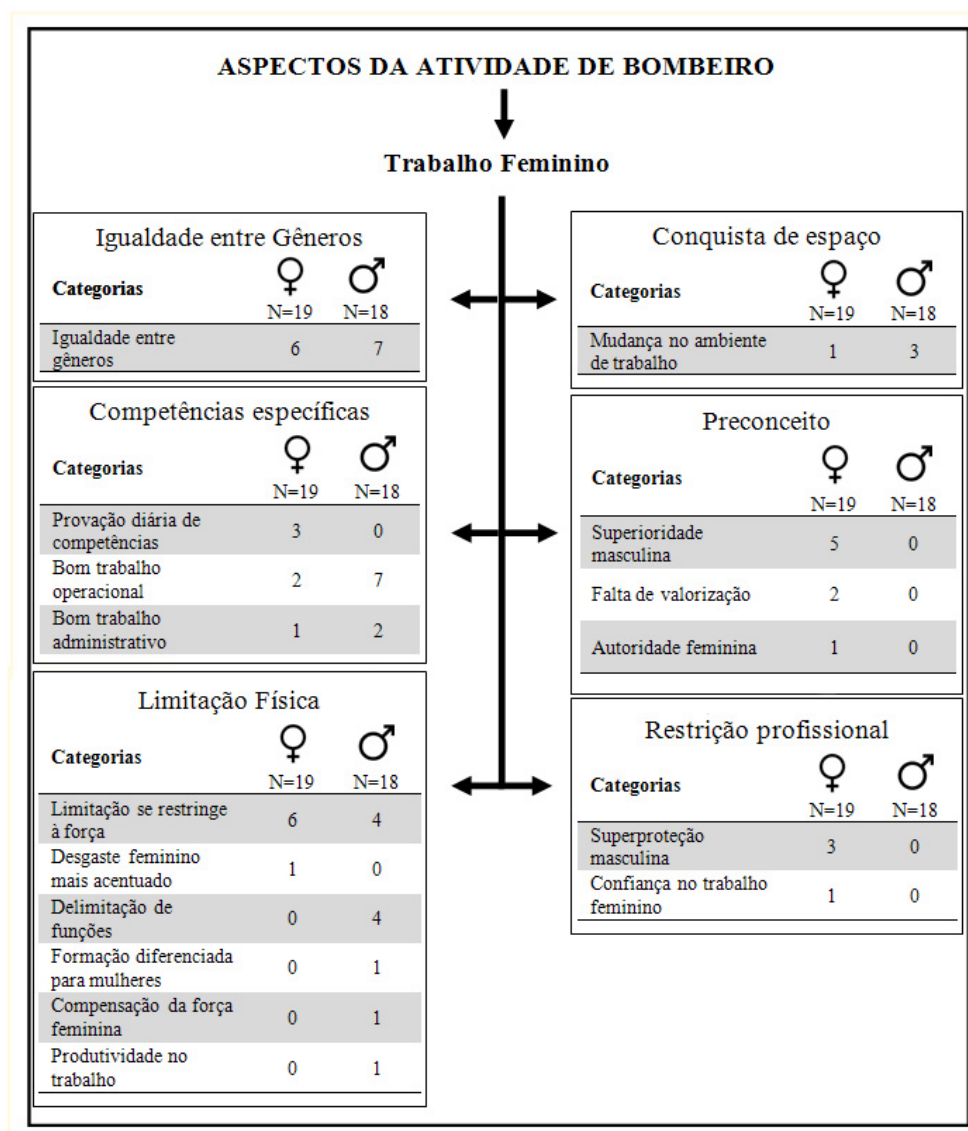 ASPECTOS DA ATIVIDADE DE BOMBEIRO
Trabalho Feminino
Igualdade entre Gêneros
Categorias
N=19 N=18
Igualdade entre
gêneros
6 7
Competências específicas
Categorias
N=19 N=18
Provação diária de
competências
3 0
Bom trabalho
operacional
2 7
Bom trabalho
administrativo
1 2
Limitação Física
Categorias
N=19 N=18
Limitação se restringe
à força
6 4
Desgaste feminino
mais acentuado
1 0
Delimitação de
funções
0 4
Formação diferenciada
para mulheres
0 1
Compensação da força
feminina
0 1
Produtividade no
trabalho
0 1
Conquista de espaço
Categorias
N=19 N=18
Mudança no ambiente
de trabalho
1 3
Preconceito
Categorias
N=19 N=18
Superioridade
masculina
5 0
Falta de valorização 2 0
Autoridade feminina 1 0
Restrição profissional
Categorias
N=19 N=18
Superproteção
masculina
3 0
Confiança no trabalho
feminino
1 0